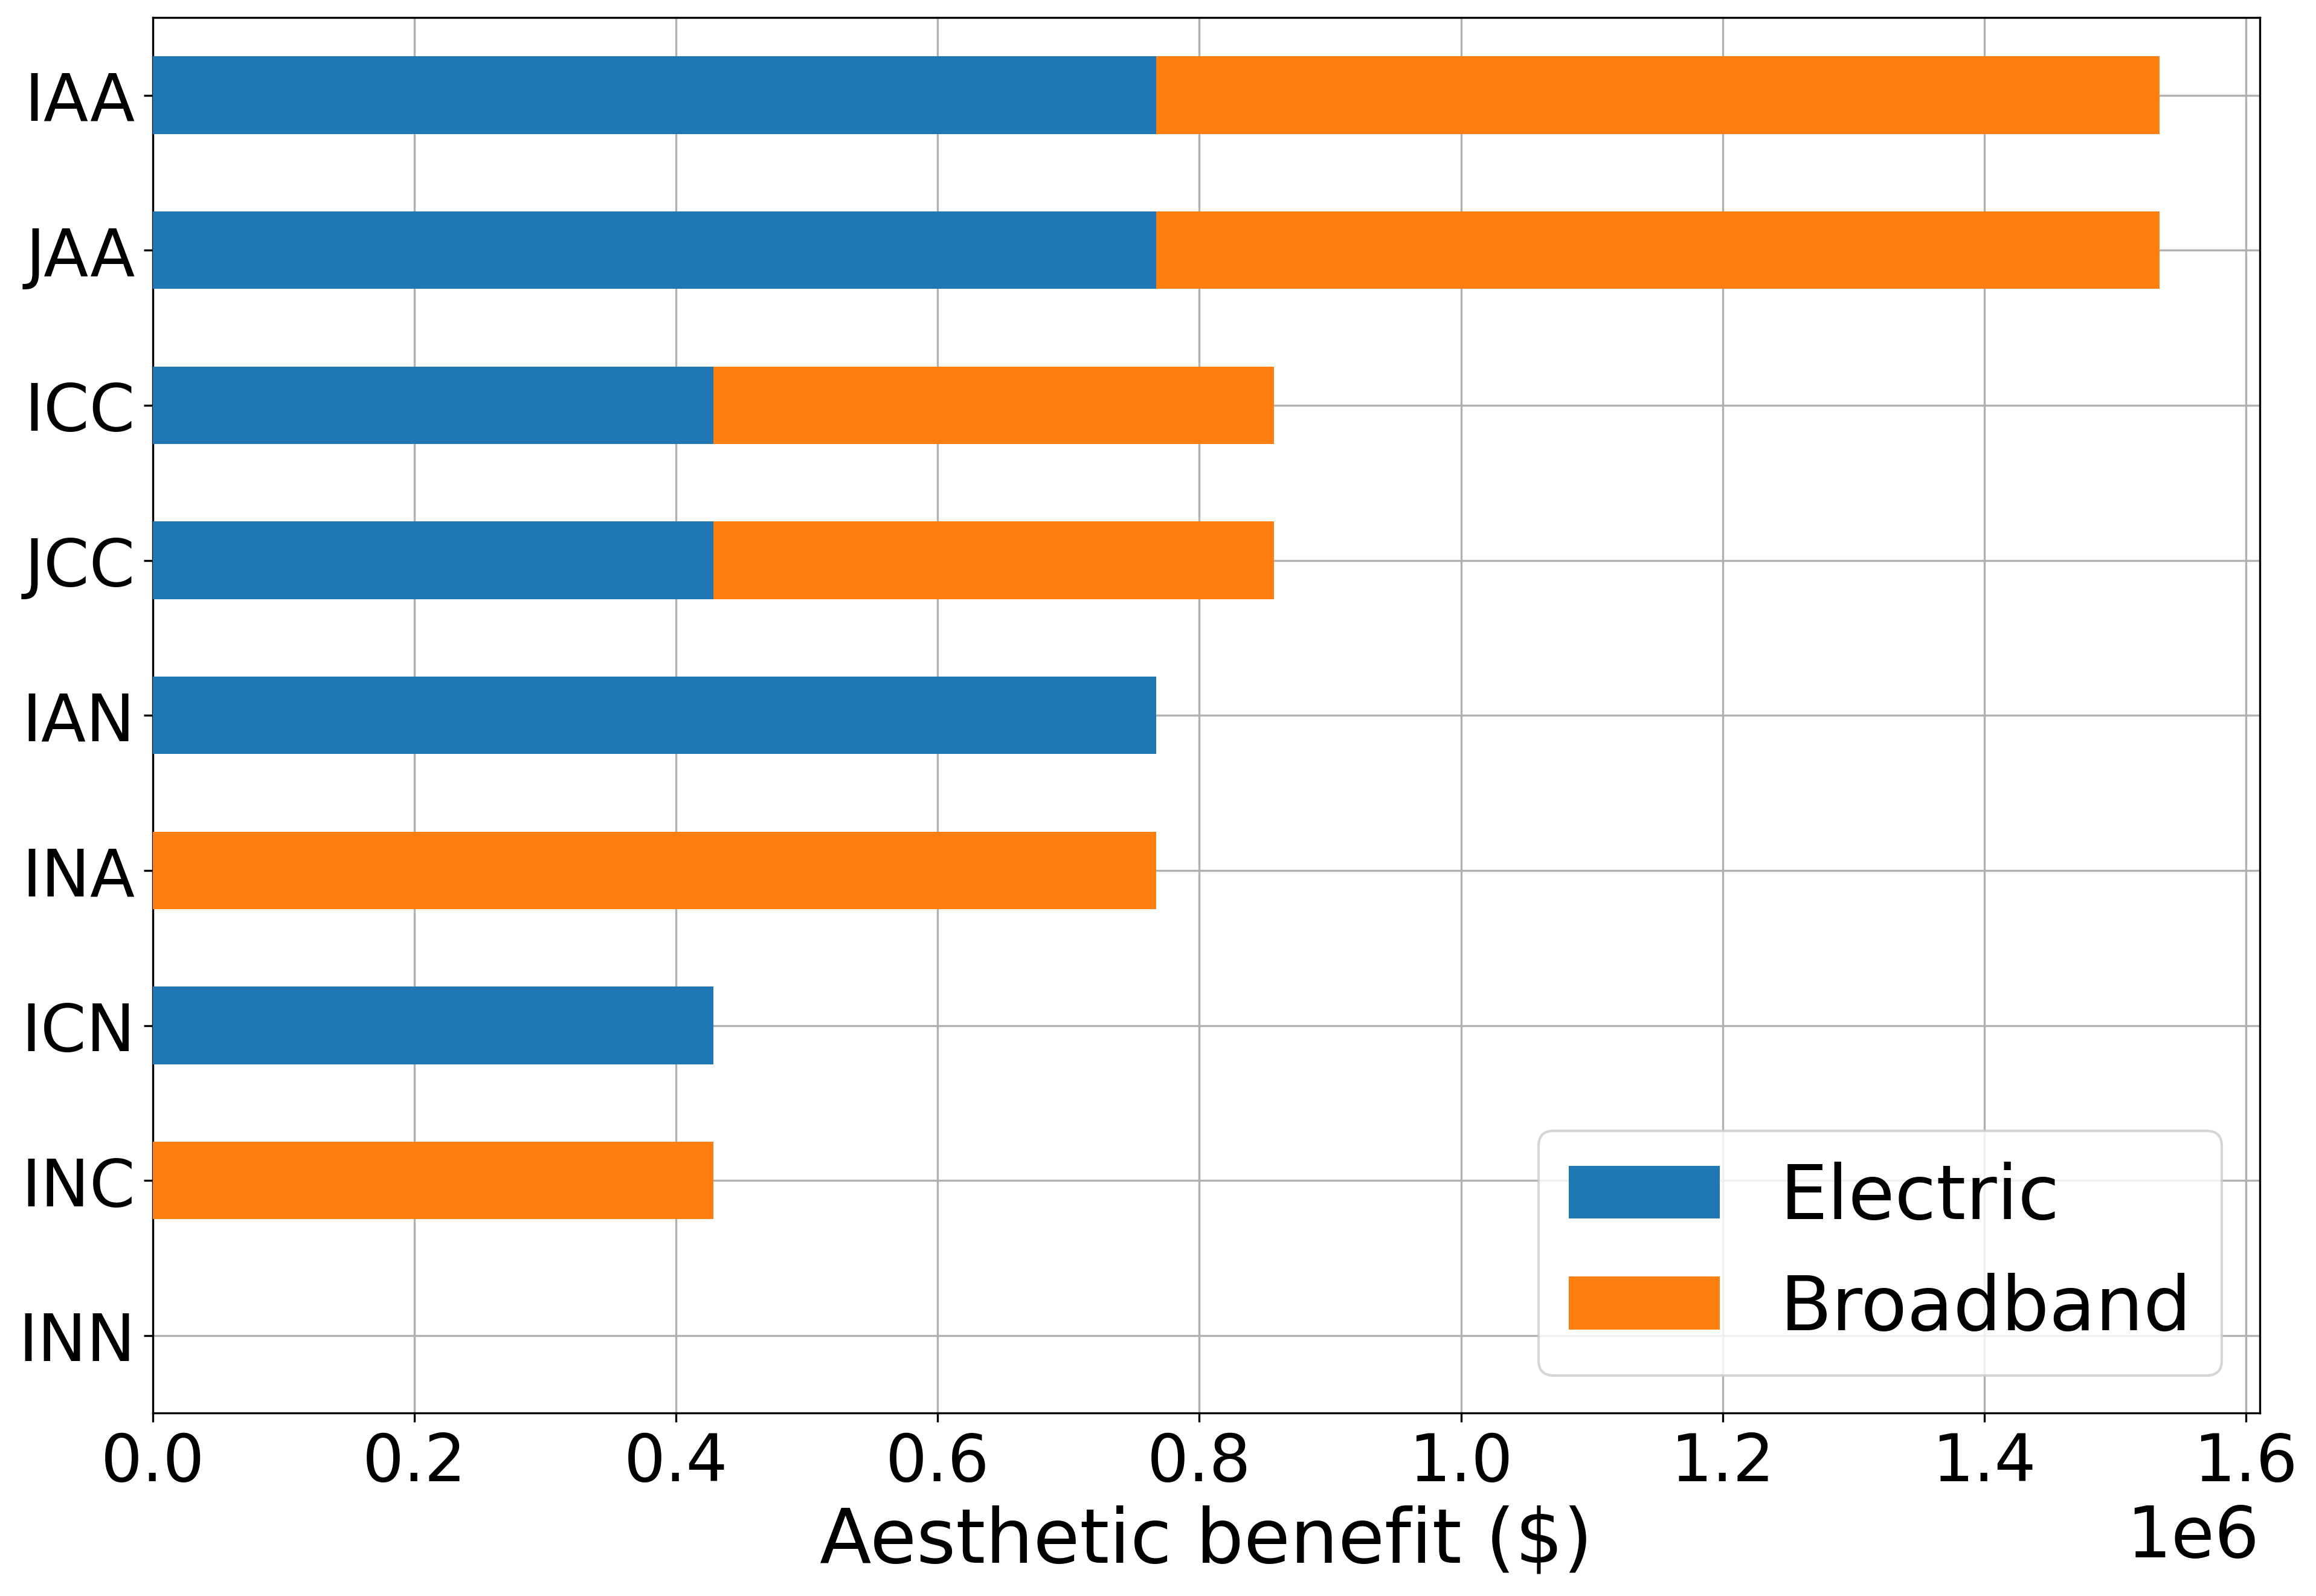 IAA
JAA
ICC
JCC
IAN
INA
ICN
INC
INN
Electric
Broadband
0.0 0.2 0.4 0.6 0.8 1.0 1.2 1.4 1.6
Aesthetic benefit ($)
1e6